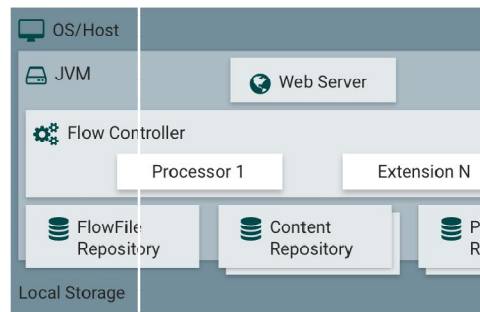 OS/Host
JVM
Web Server
Flow Controller
Processor 1
Extension N
FlowFile
Repository
Content
Repository
P
R
Local Storage